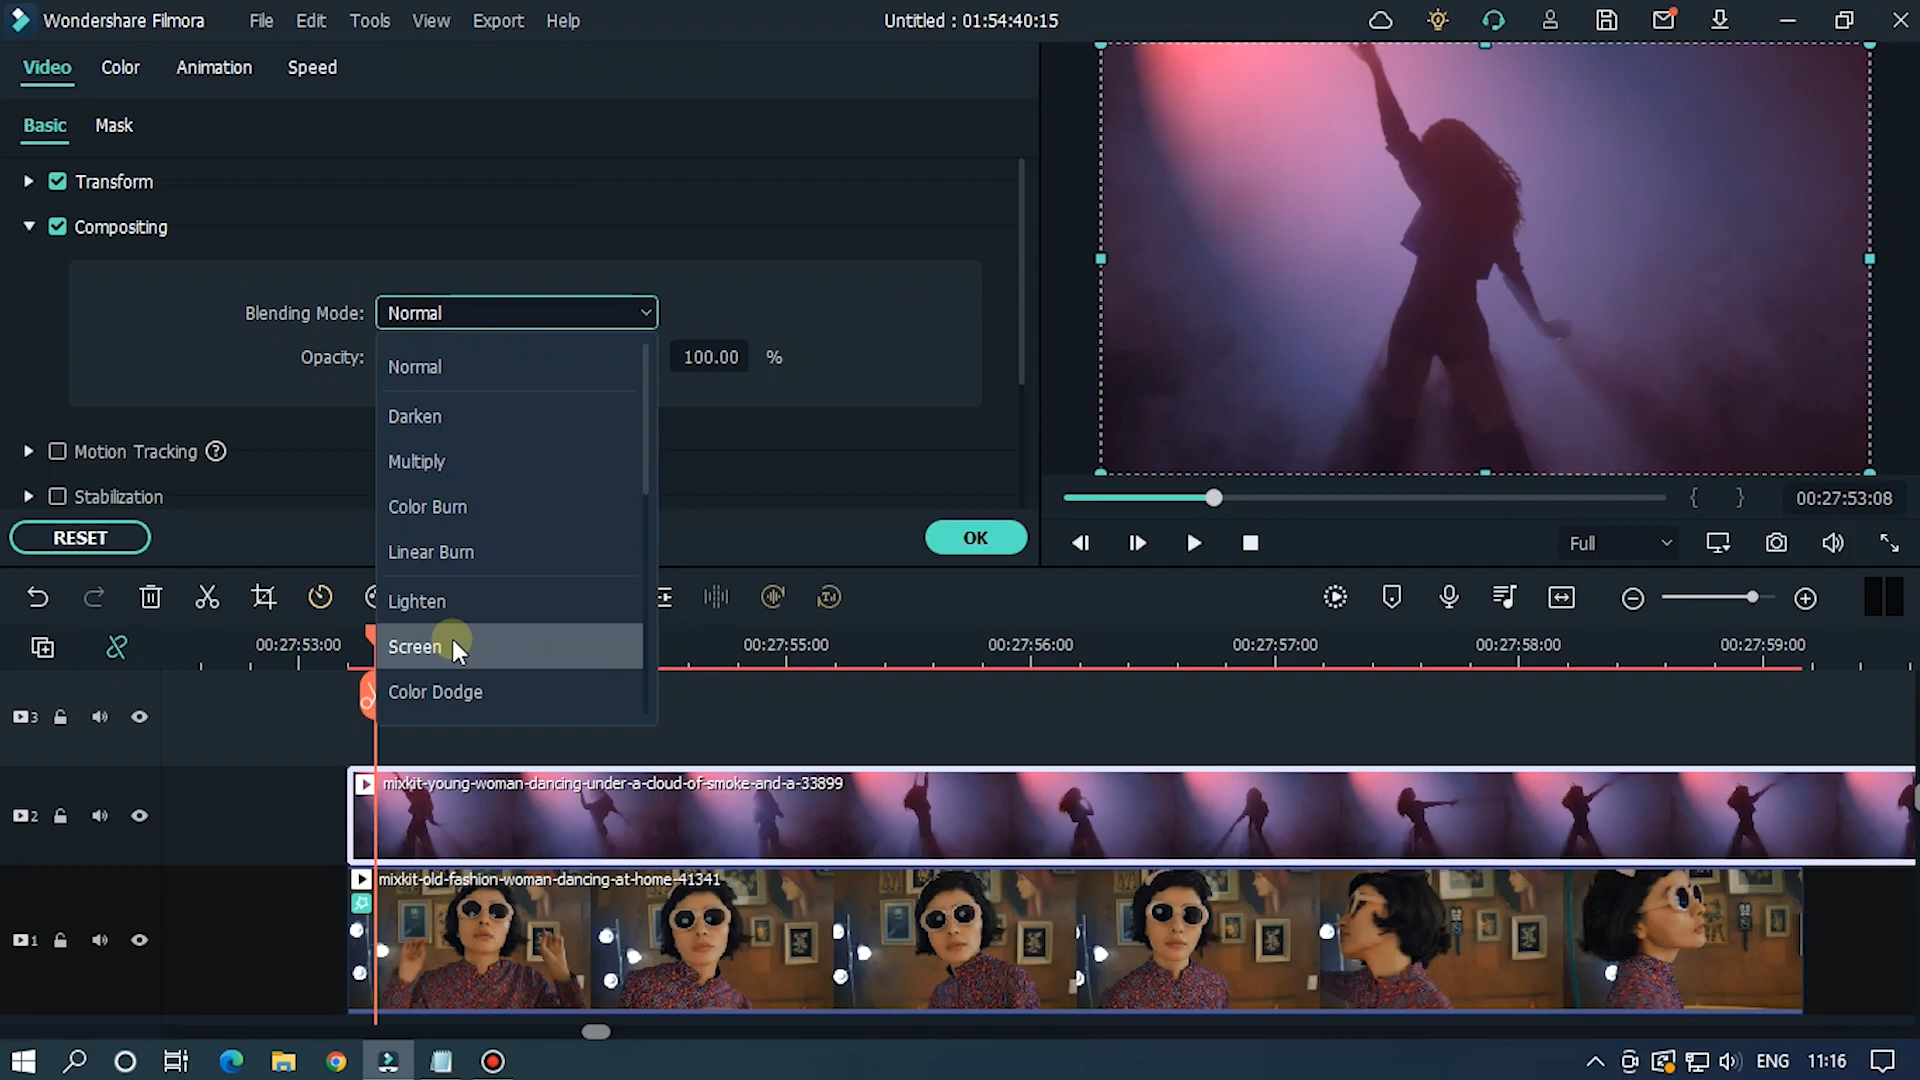 Wondershare Filmora File Edit Tools View Export Help Untitled : 01:54:40:15
Video Color Animation Speed
Basic Mask
Transform
Compositing
Blending Mode: Normal
Opacity: 100.00 %
Normal
Darken
Multiply
Color Burn
Linear Burn
Lighten
Screen
Color Dodge
Motion Tracking ?
Stabilization
RESET OK
{ } 00:27:53:08
Full
00:27:53:00 00:27:55:00 00:27:56:00 00:27:57:00 00:27:58:00 00:27:59:00
3
2
mixkit-young-woman-dancing-under-a-cloud-of-smoke-and-a-33899
1
mixkit-old-fashion-woman-dancing-at-home-41341
ENG 11:16